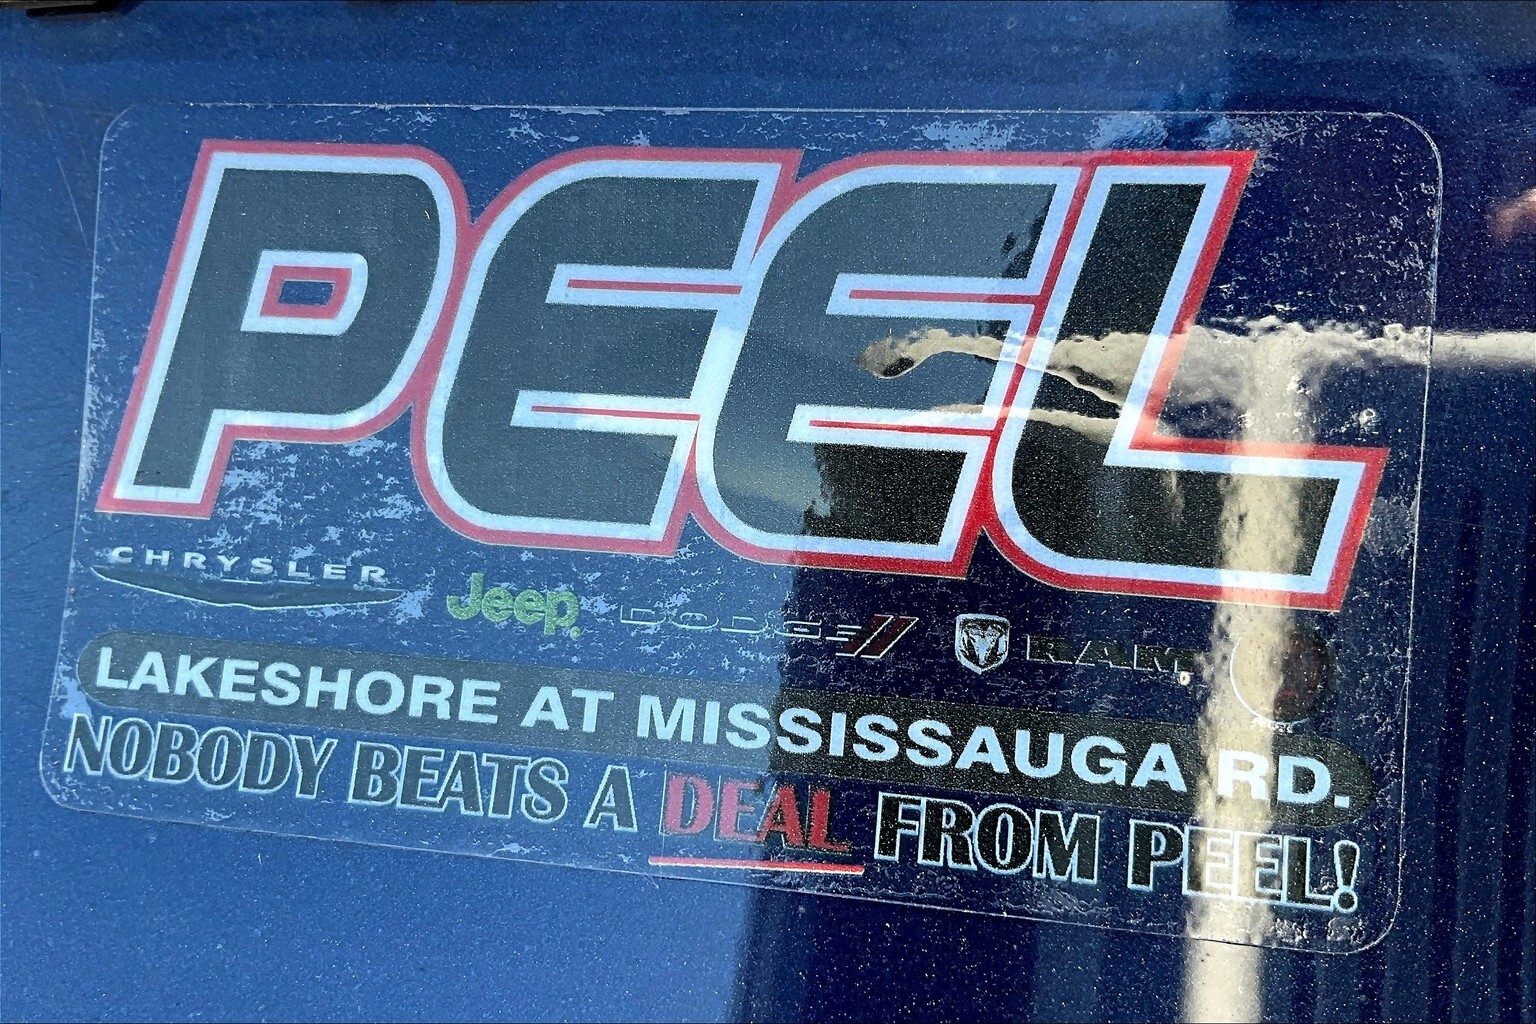 PEEL
CHRYSLER Jeep DODGE RAM
LAKESHORE AT MISSISSAUGA RD.
NOBODY BEATS A DEAL FROM PEEL!